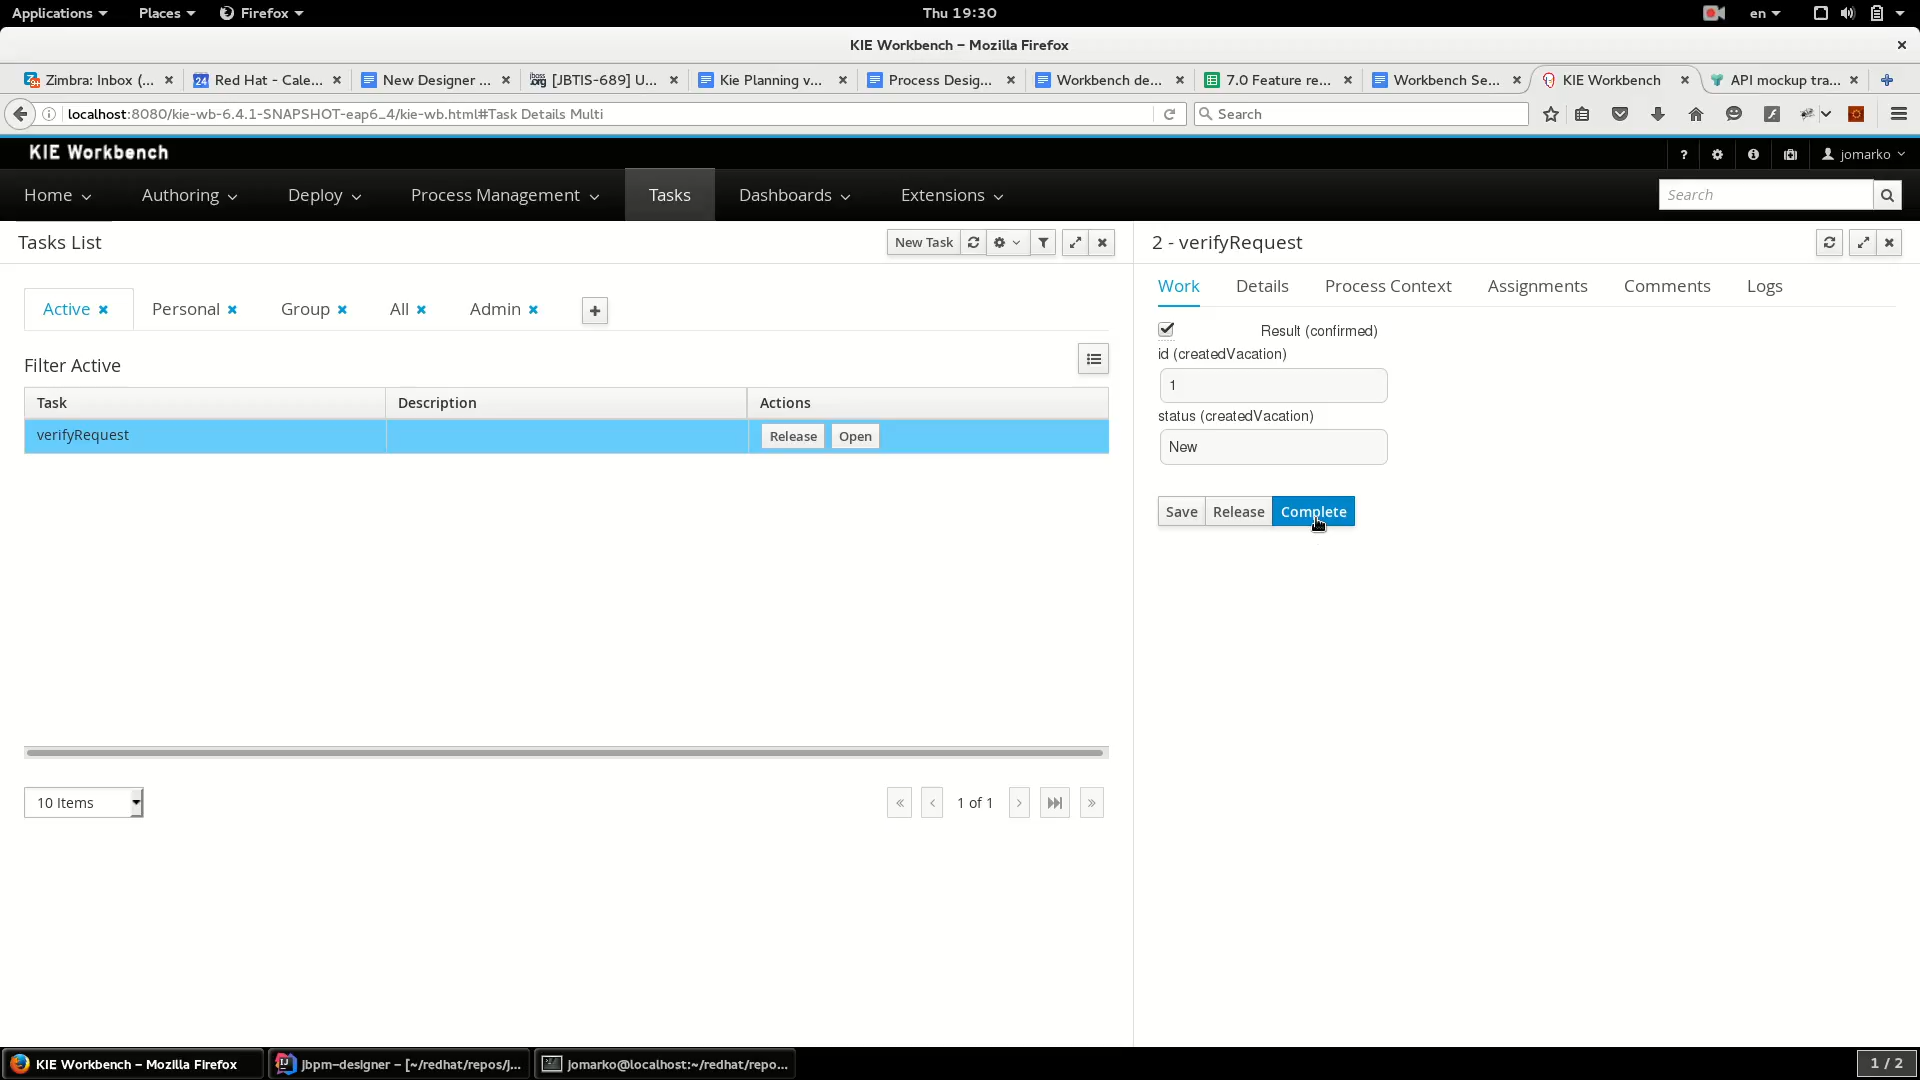 Applications Places Firefox Thu 19:30 en
KIE Workbench – Mozilla Firefox
Zimbra: Inbox (... Red Hat - Cale... New Designer ... [JBTIS-689] U... Kie Planning v... Process Desig... Workbench de... 7.0 Feature re... Workbench Se... KIE Workbench API mockup tra...
localhost:8080/kie-wb-6.4.1-SNAPSHOT-eap6_4/kie-wb.html#Task Details Multi Search
KIE Workbench ? jomarko
Home Authoring Deploy Process Management Tasks Dashboards Extensions Search
Tasks List New Task 2 - verifyRequest
Work Details Process Context Assignments Comments Logs
Active Personal Group All Admin +
Result (confirmed)
id (createdVacation)
1
status (createdVacation)
New
Save Release Complete
Filter Active
Task Description Actions
verifyRequest Release Open
10 Items « ‹ 1 of 1 › »
KIE Workbench – Mozilla Firefox jbpm-designer – [~/redhat/repos/j... jomarko@localhost:~/redhat/repo... 1 / 2